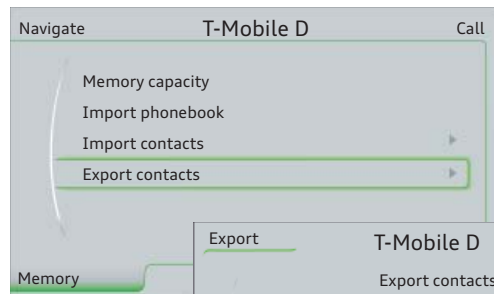 Navigate T-Mobile D Call
Memory capacity
Import phonebook
Import contacts
Export contacts
Export T-Mobile D
Memory Export contacts